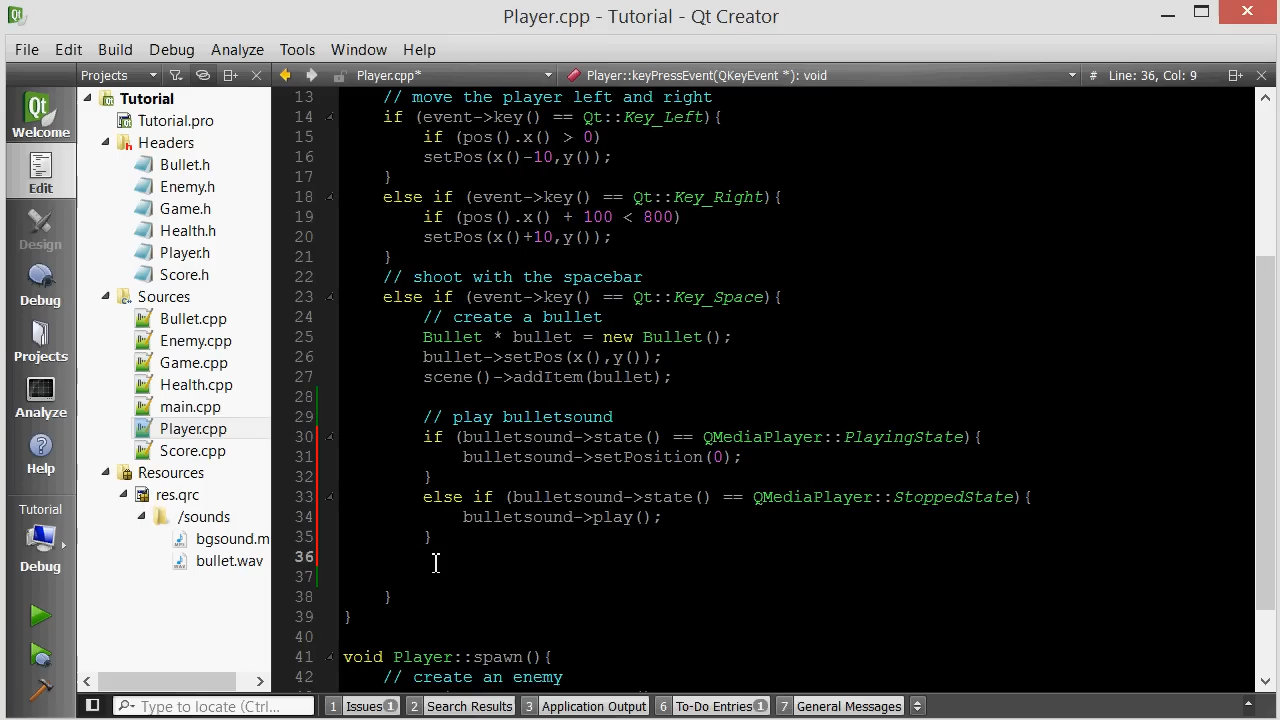 Player.cpp - Tutorial - Qt Creator
File Edit Build Debug Analyze Tools Window Help
Projects Player.cpp* Player::keyPressEvent(QKeyEvent *): void # Line: 36, Col: 9
Welcome
Edit
Design
Debug
Projects
Analyze
Help
Tutorial
Debug
Tutorial
Tutorial.pro
Headers
Bullet.h
Enemy.h
Game.h
Health.h
Player.h
Score.h
Sources
Bullet.cpp
Enemy.cpp
Game.cpp
Health.cpp
main.cpp
Player.cpp
Score.cpp
Resources
res.qrc
/sounds
bgsound.m
bullet.wav
13 // move the player left and right
14 if (event->key() == Qt::Key_Left){
15 if (pos().x() > 0)
16 setPos(x()-10,y());
17 }
18 else if (event->key() == Qt::Key_Right){
19 if (pos().x() + 100 < 800)
20 setPos(x()+10,y());
21 }
22 // shoot with the spacebar
23 else if (event->key() == Qt::Key_Space){
24 // create a bullet
25 Bullet * bullet = new Bullet();
26 bullet->setPos(x(),y());
27 scene()->addItem(bullet);
28
29 // play bulletsound
30 if (bulletsound->state() == QMediaPlayer::PlayingState){
31 bulletsound->setPosition(0);
32 }
33 else if (bulletsound->state() == QMediaPlayer::StoppedState){
34 bulletsound->play();
35 }
36
37
38 }
39 }
40
41 void Player::spawn(){
42 // create an enemy
Type to locate (Ctrl... 1 Issues 1 2 Search Results 3 Application Output 6 To-Do Entries 1 7 General Messages